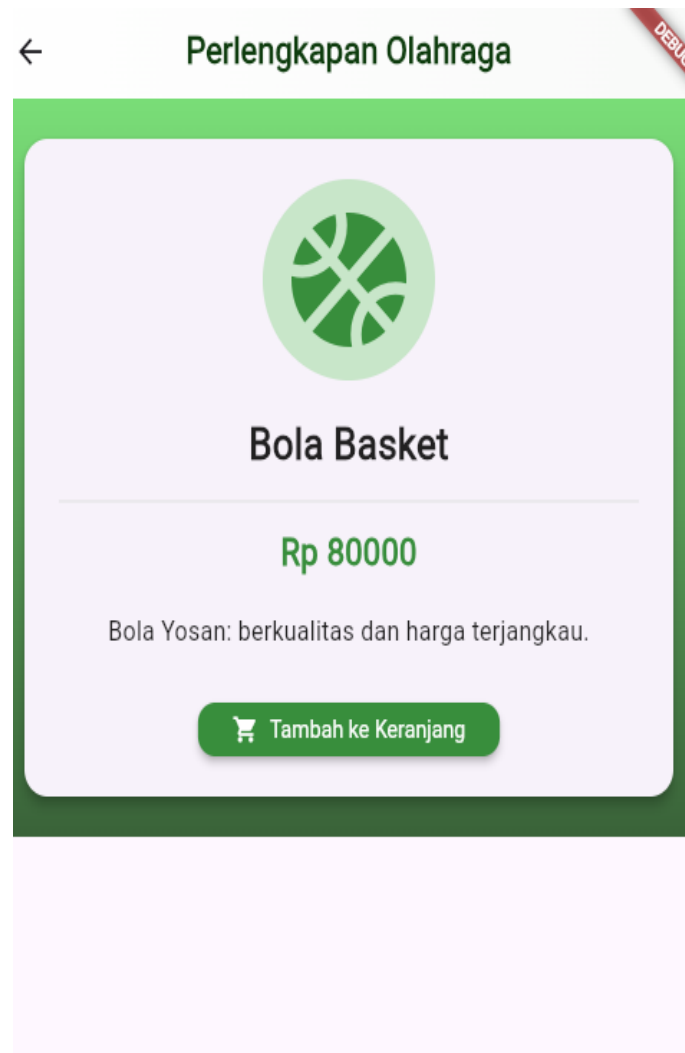 Perlengkapan Olahraga
Bola Basket
Rp 80000
Bola Yosan: berkualitas dan harga terjangkau.
Tambah ke Keranjang